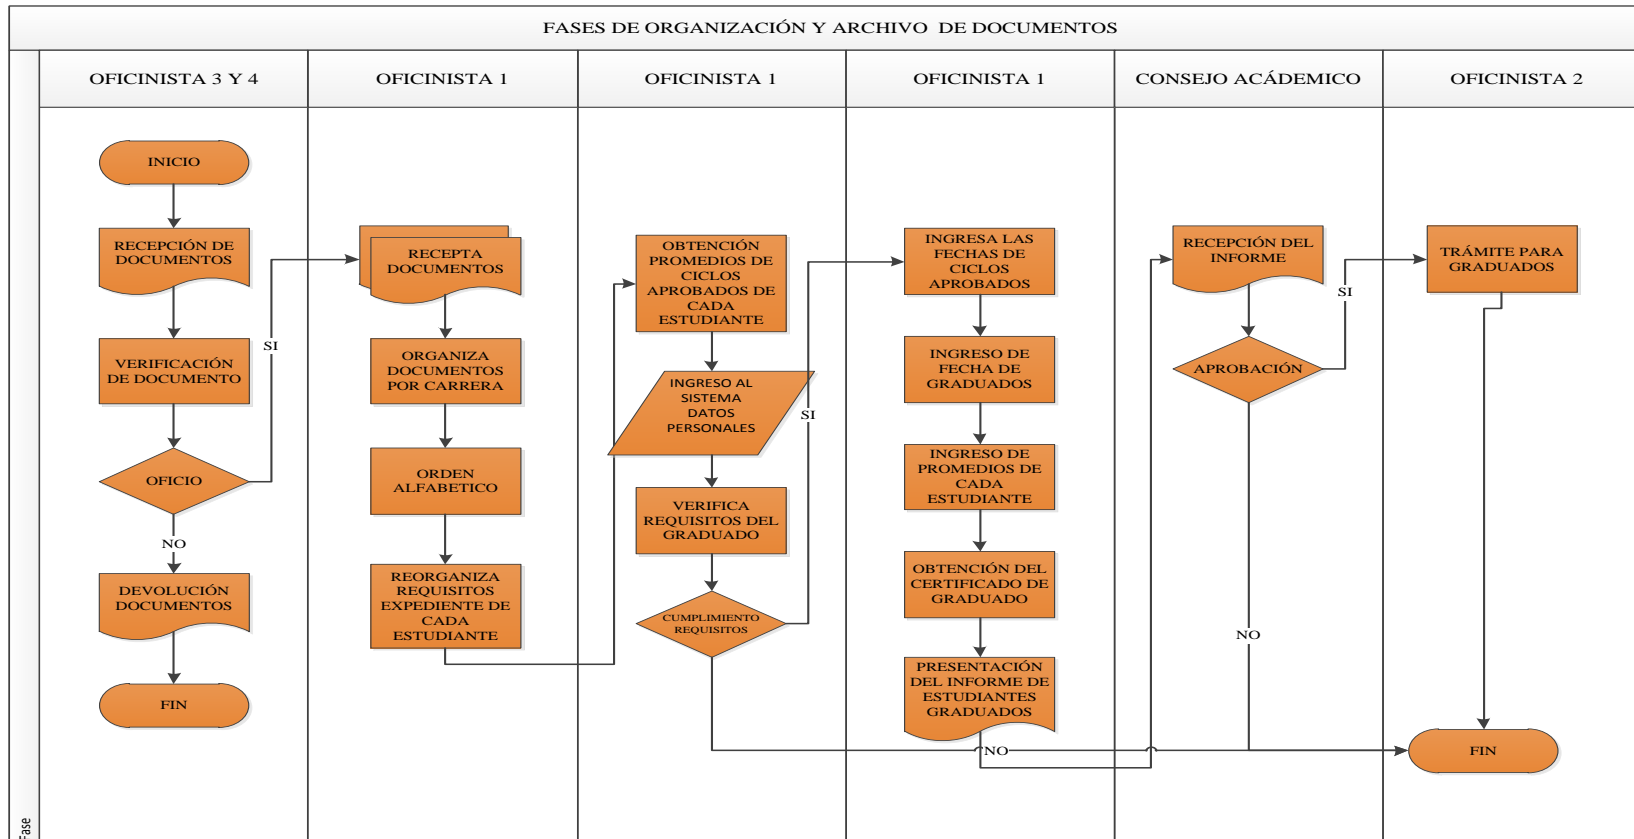 FASES DE ORGANIZACIÓN Y ARCHIVO DE DOCUMENTOS
Fase
OFICINISTA 3 Y 4
OFICINISTA 1
OFICINISTA 1
OFICINISTA 1
CONSEJO ACÁDEMICO
OFICINISTA 2
INICIO
RECEPCIÓN DE
DOCUMENTOS
VERIFICACIÓN
DE DOCUMENTO
OFICIO
SI
NO
DEVOLUCIÓN
DOCUMENTOS
FIN
RECEPTA
DOCUMENTOS
ORGANIZA
DOCUMENTOS
POR CARRERA
ORDEN
ALFABETICO
REORGANIZA
REQUISITOS
EXPEDIENTE DE
CADA
ESTUDIANTE
OBTENCIÓN
PROMEDIOS DE
CICLOS
APROBADOS DE
CADA
ESTUDIANTE
INGRESO AL
SISTEMA
DATOS
PERSONALES
VERIFICA
REQUISITOS DEL
GRADUADO
CUMPLIMIENTO
REQUISITOS
SI
NO
INGRESA LAS
FECHAS DE
CICLOS
APROBADOS
INGRESO DE
FECHA DE
GRADUADOS
INGRESO DE
PROMEDIOS DE
CADA
ESTUDIANTE
OBTENCIÓN DEL
CERTIFICADO DE
GRADUADO
PRESENTACIÓN
DEL INFORME DE
ESTUDIANTES
GRADUADOS
RECEPCIÓN DEL
INFORME
APROBACIÓN
SI
NO
TRÁMITE PARA
GRADUADOS
FIN